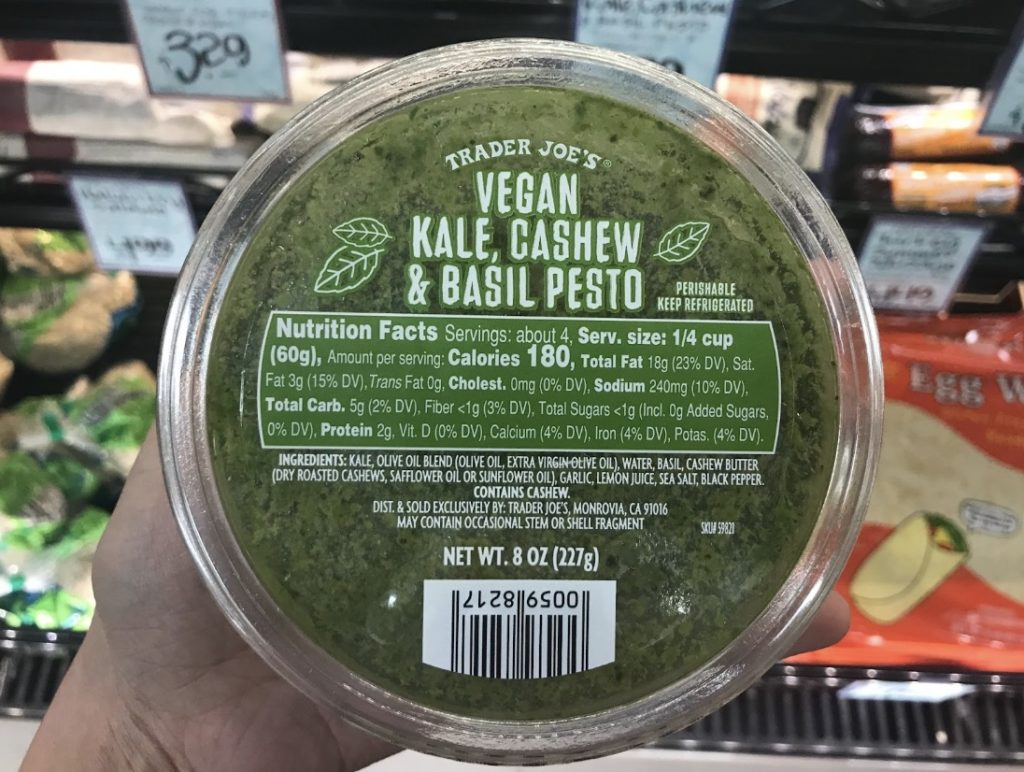 3.29
TRADER JOE'S®
VEGAN
KALE, CASHEW
& BASIL PESTO
PERISHABLE
KEEP REFRIGERATED
Nutrition Facts Servings: about 4, Serv. size: 1/4 cup
(60g), Amount per serving: Calories 180, Total Fat 18g (23% DV), Sat.
Fat 3g (15% DV), Trans Fat 0g, Cholest. 0mg (0% DV), Sodium 240mg (10% DV),
Total Carb. 5g (2% DV), Fiber <1g (3% DV), Total Sugars <1g (Incl. 0g Added Sugars,
0% DV), Protein 2g, Vit. D (0% DV), Calcium (4% DV), Iron (4% DV), Potas. (4% DV).
INGREDIENTS: KALE, OLIVE OIL BLEND (OLIVE OIL, EXTRA VIRGIN OLIVE OIL), WATER, BASIL, CASHEW BUTTER
(DRY ROASTED CASHEWS, SAFFLOWER OIL OR SUNFLOWER OIL), GARLIC, LEMON JUICE, SEA SALT, BLACK PEPPER.
CONTAINS CASHEW.
DIST. & SOLD EXCLUSIVELY BY: TRADER JOE'S, MONROVIA, CA 91016
MAY CONTAIN OCCASIONAL STEM OR SHELL FRAGMENT
SKU# 59821
NET WT. 8 OZ (227g)
00598217
Egg W